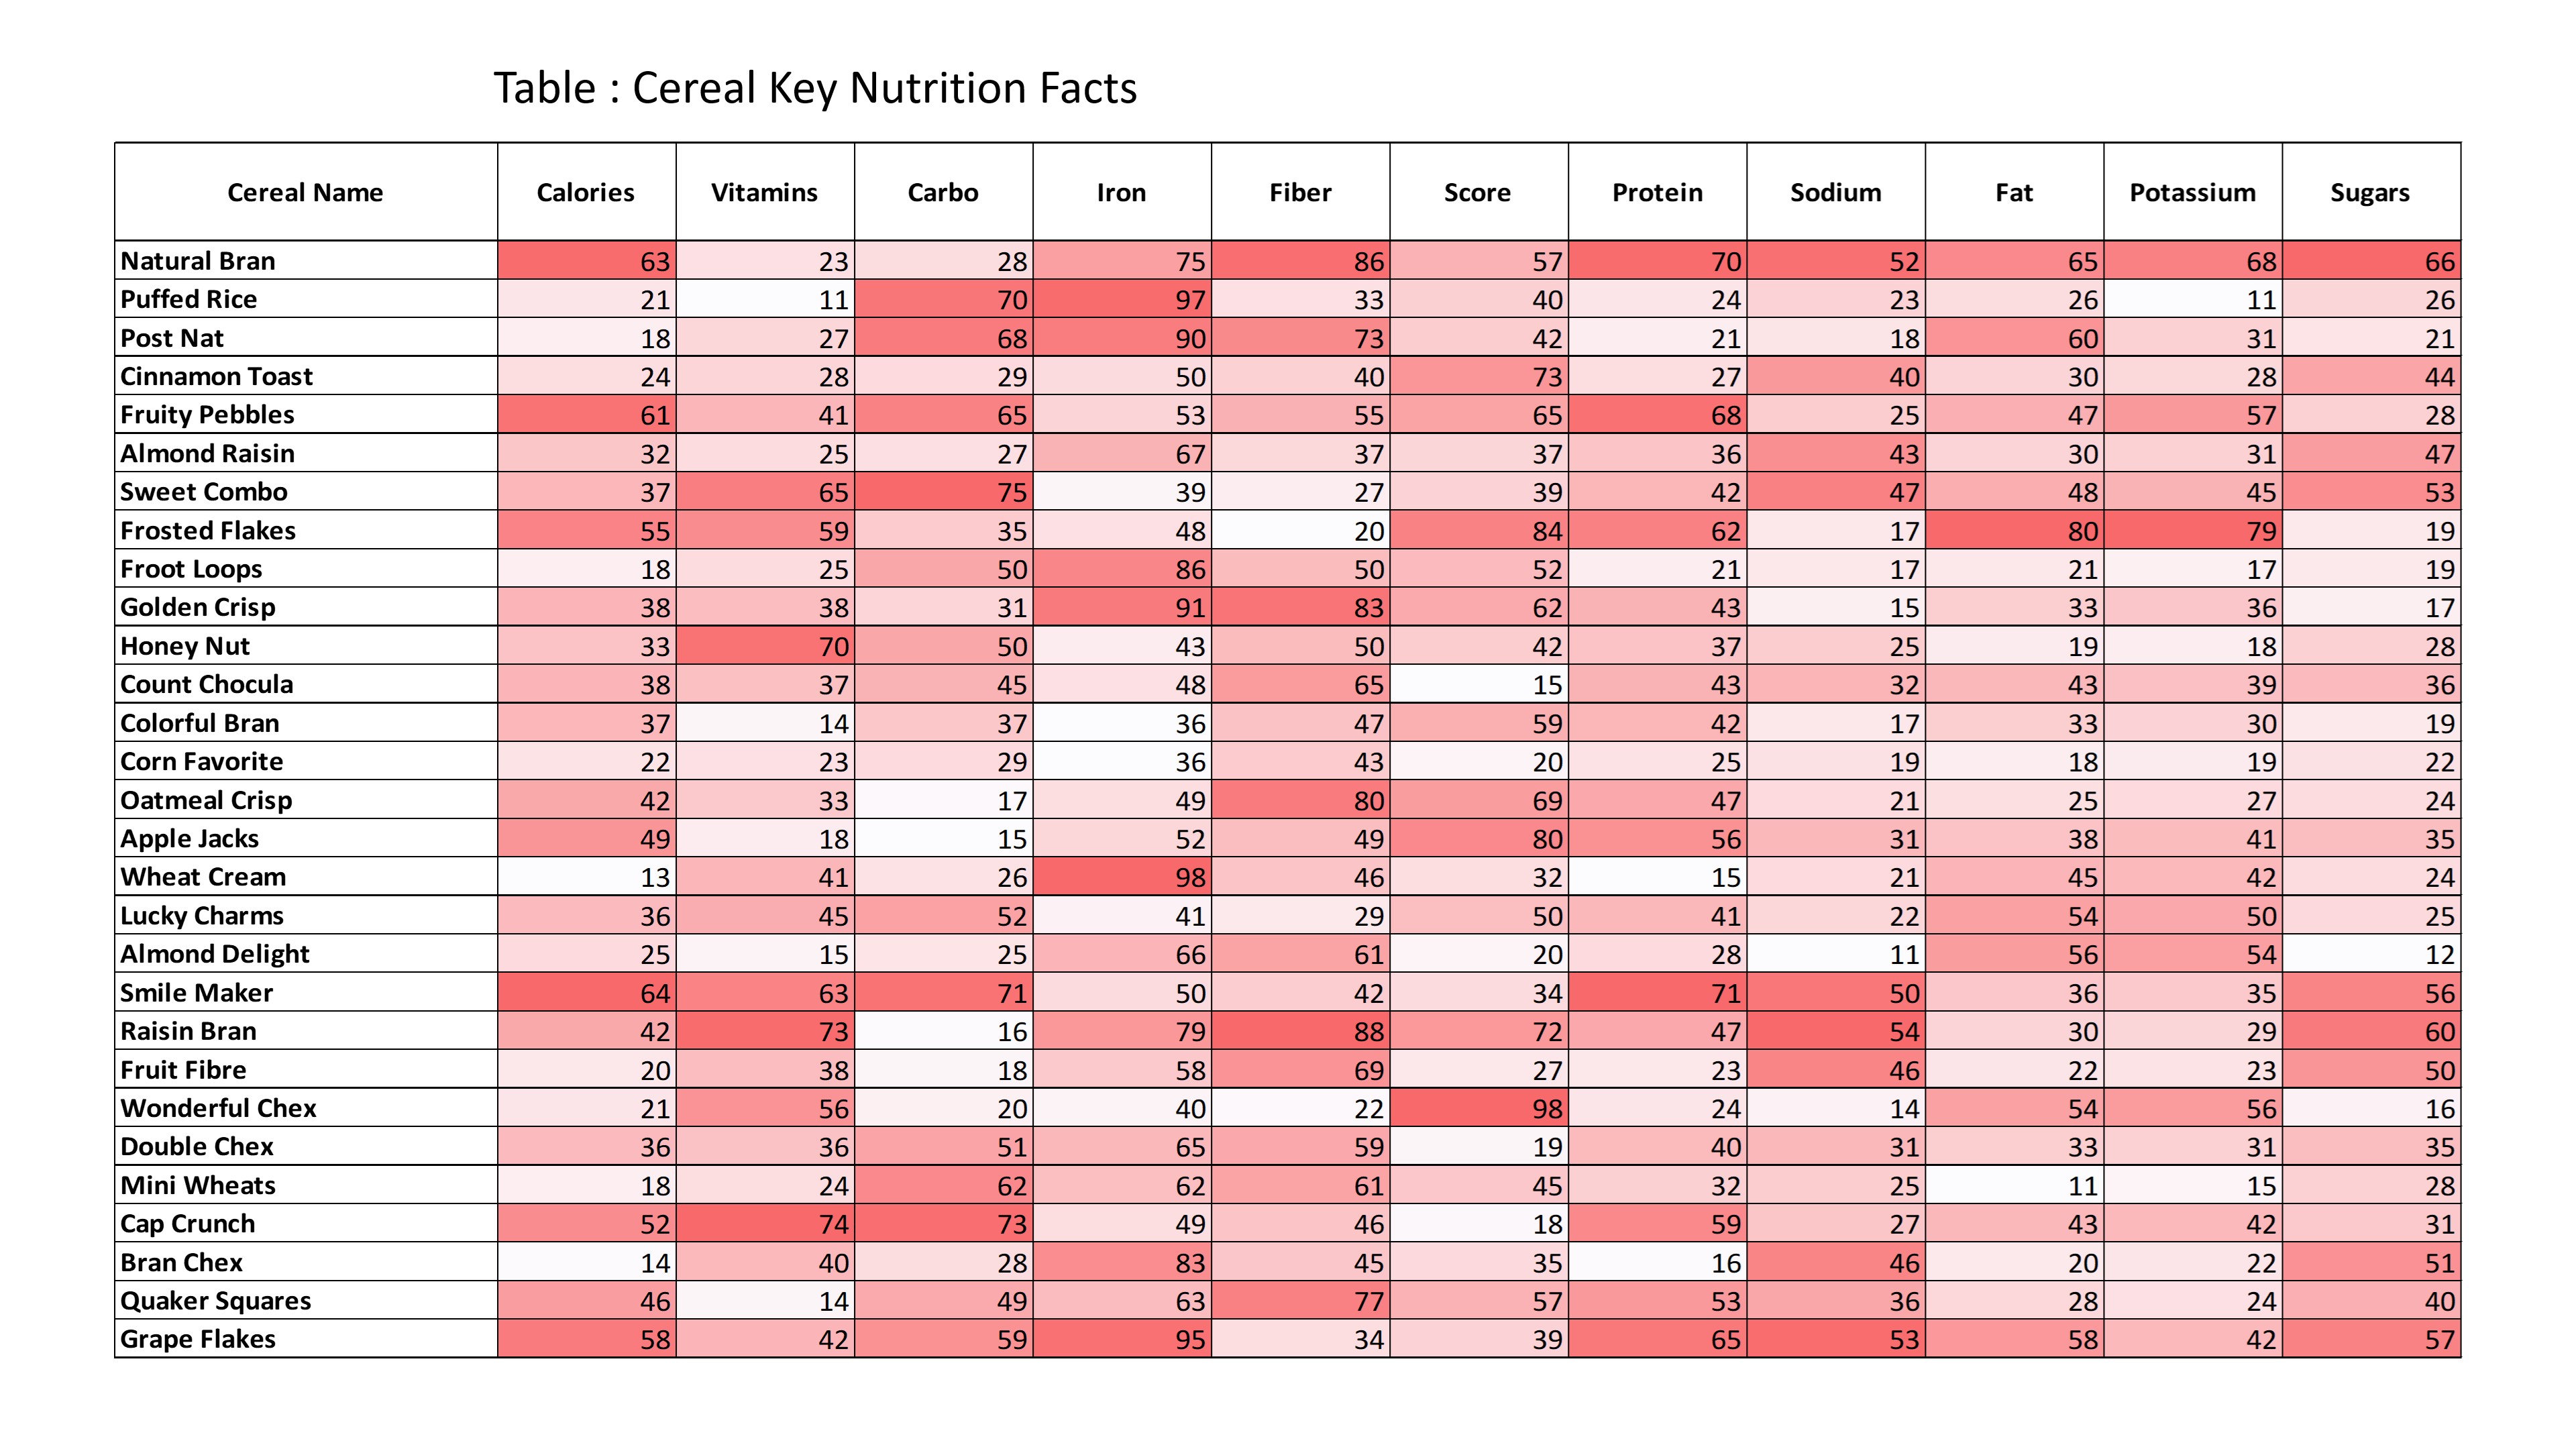 Table : Cereal Key Nutrition Facts
Cereal Name Calories Vitamins Carbo Iron Fiber Score Protein Sodium Fat Potassium Sugars
Natural Bran 63 23 28 75 86 57 70 52 65 68 66
Puffed Rice 21 11 70 97 33 40 24 23 26 11 26
Post Nat 18 27 68 90 73 42 21 18 60 31 21
Cinnamon Toast 24 28 29 50 40 73 27 40 30 28 44
Fruity Pebbles 61 41 65 53 55 65 68 25 47 57 28
Almond Raisin 32 25 27 67 37 37 36 43 30 31 47
Sweet Combo 37 65 75 39 27 39 42 47 48 45 53
Frosted Flakes 55 59 35 48 20 84 62 17 80 79 19
Froot Loops 18 25 50 86 50 52 21 17 21 17 19
Golden Crisp 38 38 31 91 83 62 43 15 33 36 17
Honey Nut 33 70 50 43 50 42 37 25 19 18 28
Count Chocula 38 37 45 48 65 15 43 32 43 39 36
Colorful Bran 37 14 37 36 47 59 42 17 33 30 19
Corn Favorite 22 23 29 36 43 20 25 19 18 19 22
Oatmeal Crisp 42 33 17 49 80 69 47 21 25 27 24
Apple Jacks 49 18 15 52 49 80 56 31 38 41 35
Wheat Cream 13 41 26 98 46 32 15 21 45 42 24
Lucky Charms 36 45 52 41 29 50 41 22 54 50 25
Almond Delight 25 15 25 66 61 20 28 11 56 54 12
Smile Maker 64 63 71 50 42 34 71 50 36 35 56
Raisin Bran 42 73 16 79 88 72 47 54 30 29 60
Fruit Fibre 20 38 18 58 69 27 23 46 22 23 50
Wonderful Chex 21 56 20 40 22 98 24 14 54 56 16
Double Chex 36 36 51 65 59 19 40 31 33 31 35
Mini Wheats 18 24 62 62 61 45 32 25 11 15 28
Cap Crunch 52 74 73 49 46 18 59 27 43 42 31
Bran Chex 14 40 28 83 45 35 16 46 20 22 51
Quaker Squares 46 14 49 63 77 57 53 36 28 24 40
Grape Flakes 58 42 59 95 34 39 65 53 58 42 57